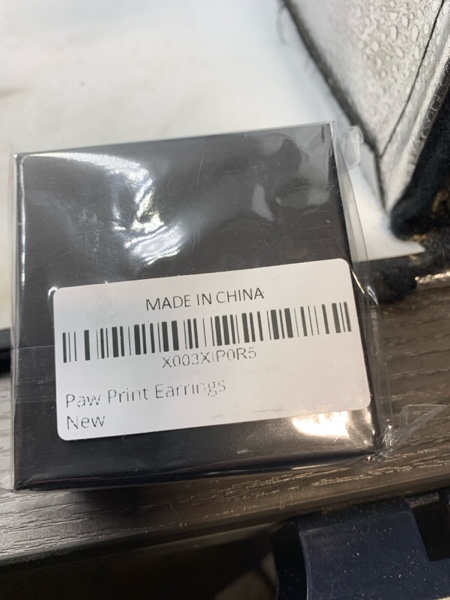 MADE IN CHINA
X003XIP0R5
Paw Print Earrings
New